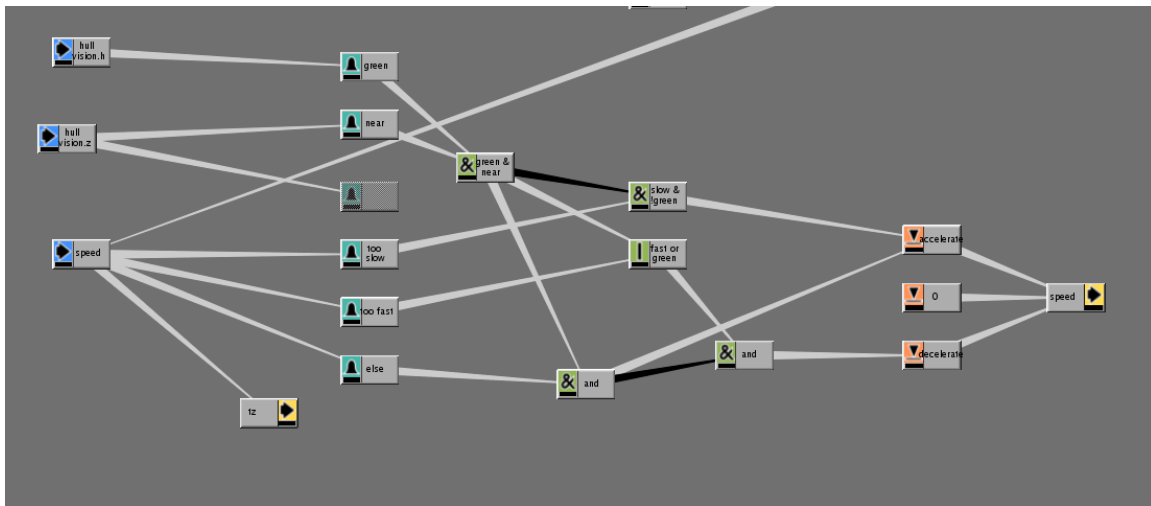 hull
vision.h
green
hull
vision.z
near
&
green &
near
&
slow &
!green
speed
too
slow
fast or
green
accelerate
too fast
0
speed
else
&
and
&
and
decelerate
tz